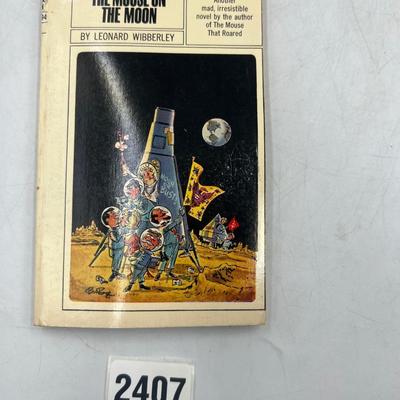 THE MOUSE ON
THE MOON
BY LEONARD WIBBERLEY
Another
mad, irresistible
novel by the author
of The Mouse
That Roared
2407